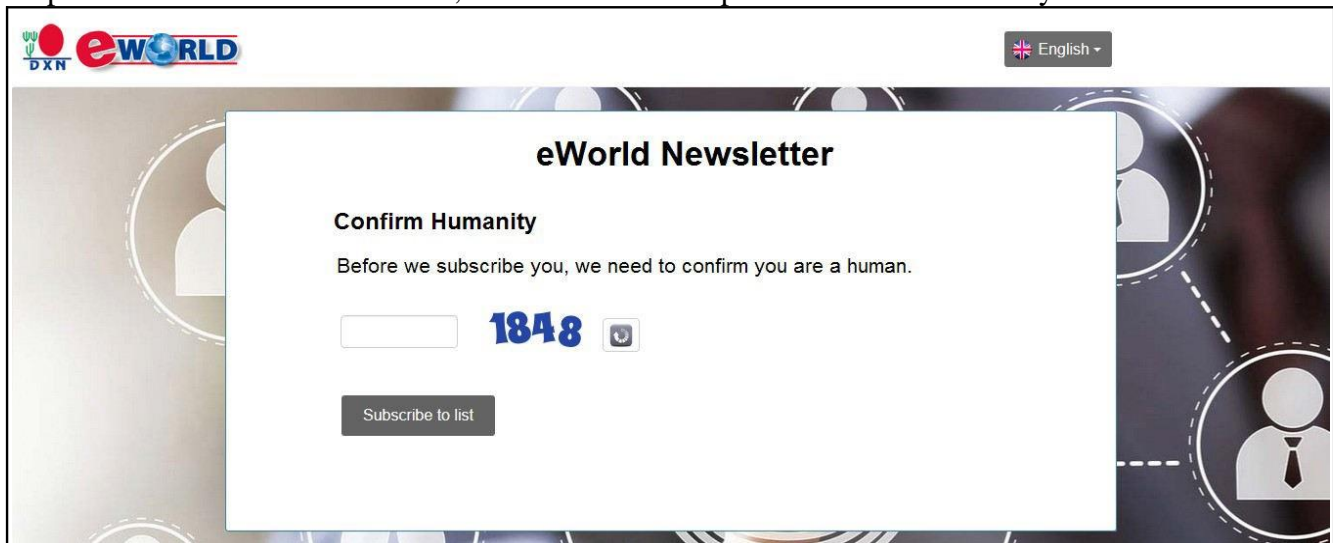 DXN eWORLD
English
eWorld Newsletter
Confirm Humanity
Before we subscribe you, we need to confirm you are a human.
1848
Subscribe to list